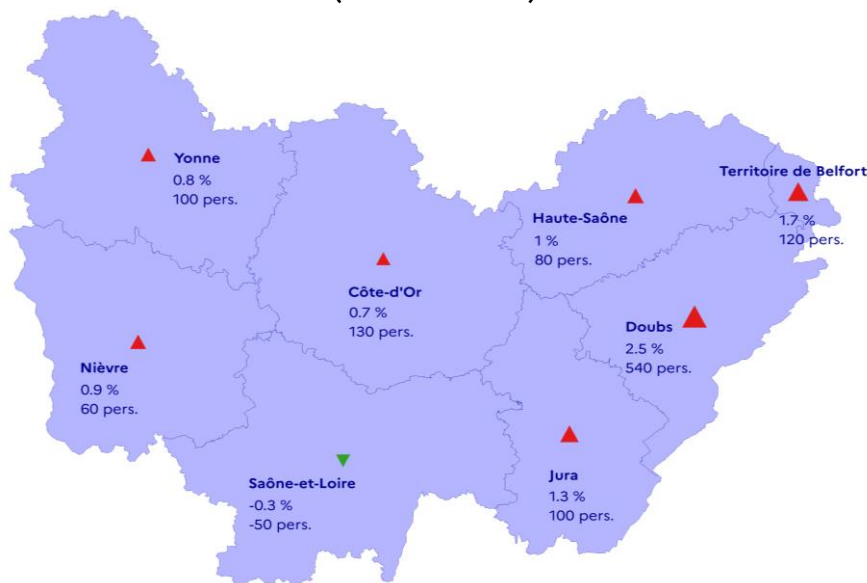 Yonne
0.8 %
100 pers.
Territoire de Belfort
1.7 %
120 pers.
Haute-Saône
1 %
80 pers.
Côte-d'Or
0.7 %
130 pers.
Doubs
2.5 %
540 pers.
Nièvre
0.9 %
60 pers.
Saône-et-Loire
-0.3 %
-50 pers.
Jura
1.3 %
100 pers.